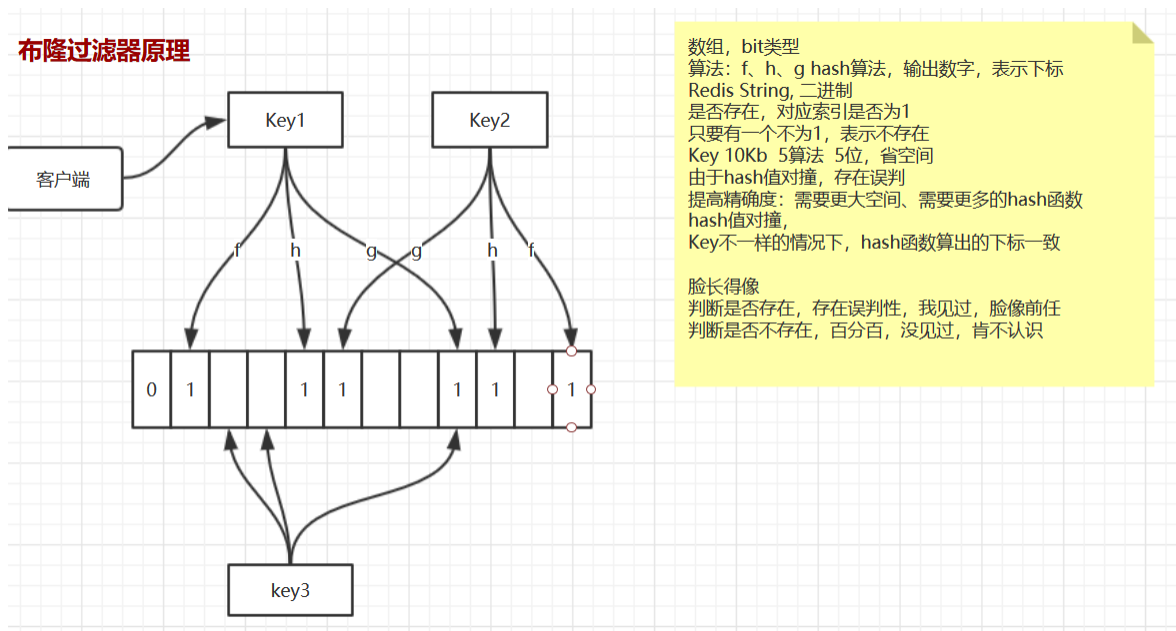 布隆过滤器原理
数组，bit类型
算法：f、h、g hash算法，输出数字，表示下标
Redis String, 二进制
是否存在，对应索引是否为1
只要有一个不为1，表示不存在
Key 10Kb 5算法 5位，省空间
由于hash值对撞，存在误判
提高精确度：需要更大空间、需要更多的hash函数
hash值对撞，
Key不一样的情况下，hash函数算出的下标一致
脸长得像
判断是否存在，存在误判性，我见过，脸像前任
判断是否不存在，百分百，没见过，肯不认识
Key1
Key2
客户端
f h g g h f
0 1 1 1 1 1 1
key3